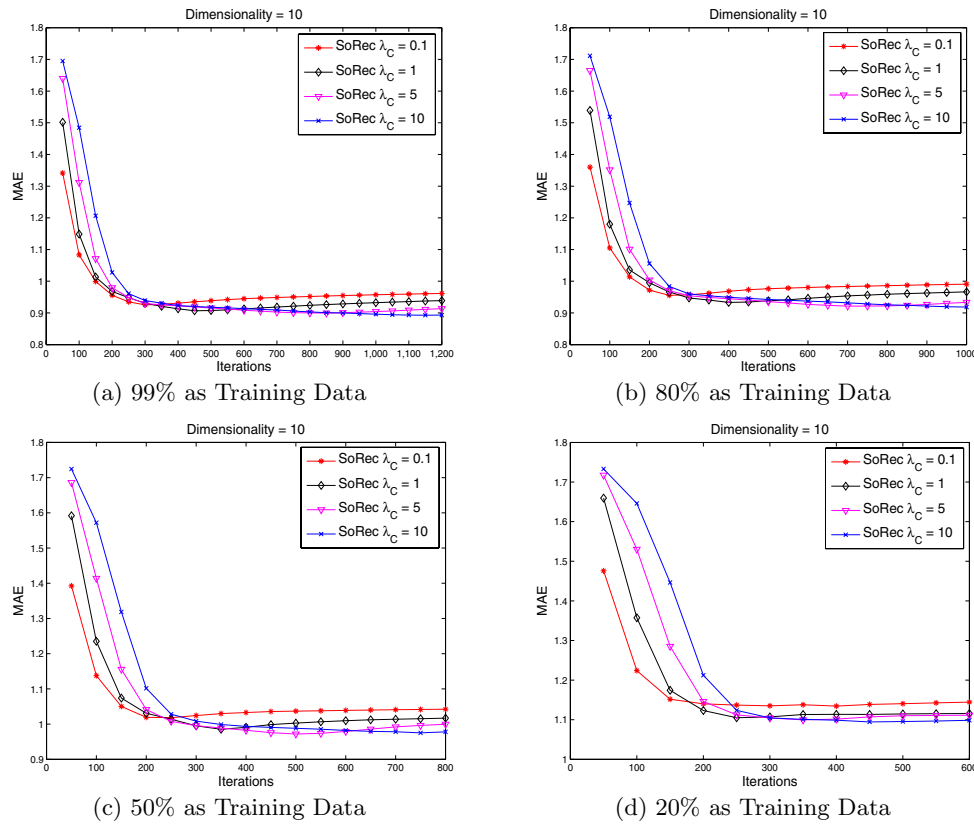 Dimensionality = 10
1.8
1.7
1.6
1.5
1.4
1.3
1.2
1.1
1
0.9
0.8
MAE
0 100 200 300 400 500 600 700 800 900 1000 1,100 1,200
Iterations
SoRec λC = 0.1
SoRec λC = 1
SoRec λC = 5
SoRec λC = 10
(a) 99% as Training Data
Dimensionality = 10
1.8
1.7
1.6
1.5
1.4
1.3
1.2
1.1
1
0.9
0.8
MAE
0 100 200 300 400 500 600 700 800 900 1000
Iterations
SoRec λC = 0.1
SoRec λC = 1
SoRec λC = 5
SoRec λC = 10
(b) 80% as Training Data
Dimensionality = 10
1.8
1.7
1.6
1.5
1.4
1.3
1.2
1.1
1
0.9
MAE
0 100 200 300 400 500 600 700 800
Iterations
SoRec λC = 0.1
SoRec λC = 1
SoRec λC = 5
SoRec λC = 10
(c) 50% as Training Data
Dimensionality = 10
1.8
1.7
1.6
1.5
1.4
1.3
1.2
1.1
1
MAE
0 100 200 300 400 500 600
Iterations
SoRec λC = 0.1
SoRec λC = 1
SoRec λC = 5
SoRec λC = 10
(d) 20% as Training Data